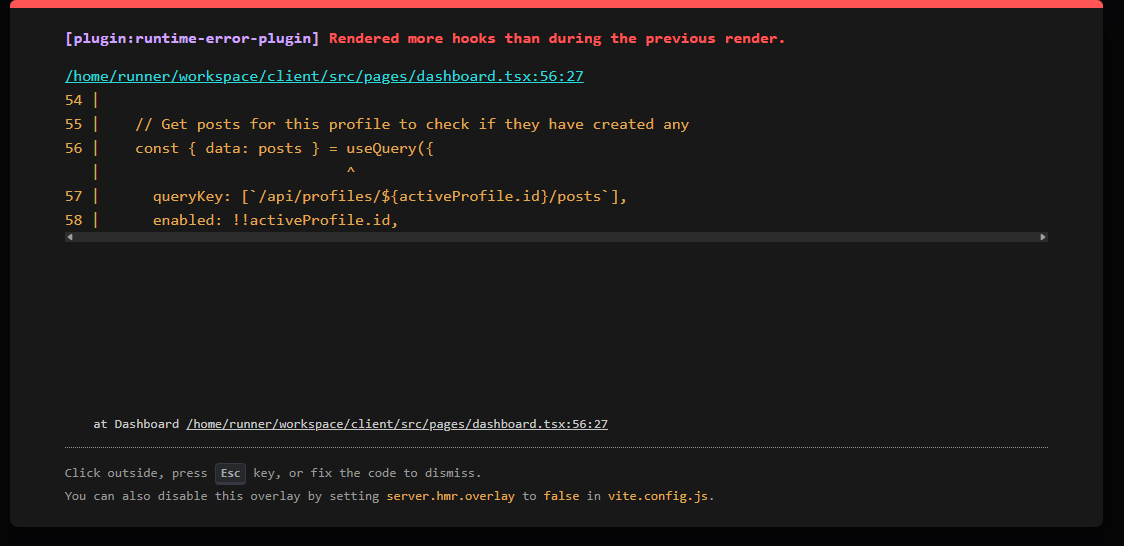 [plugin:runtime-error-plugin] Rendered more hooks than during the previous render.
/home/runner/workspace/client/src/pages/dashboard.tsx:56:27
54 |
55 |    // Get posts for this profile to check if they have created any
56 |    const { data: posts } = useQuery({
   |                            ^
57 |      queryKey: [`/api/profiles/${activeProfile.id}/posts`],
58 |      enabled: !!activeProfile.id,
at Dashboard /home/runner/workspace/client/src/pages/dashboard.tsx:56:27
Click outside, press Esc key, or fix the code to dismiss.
You can also disable this overlay by setting server.hmr.overlay to false in vite.config.js.